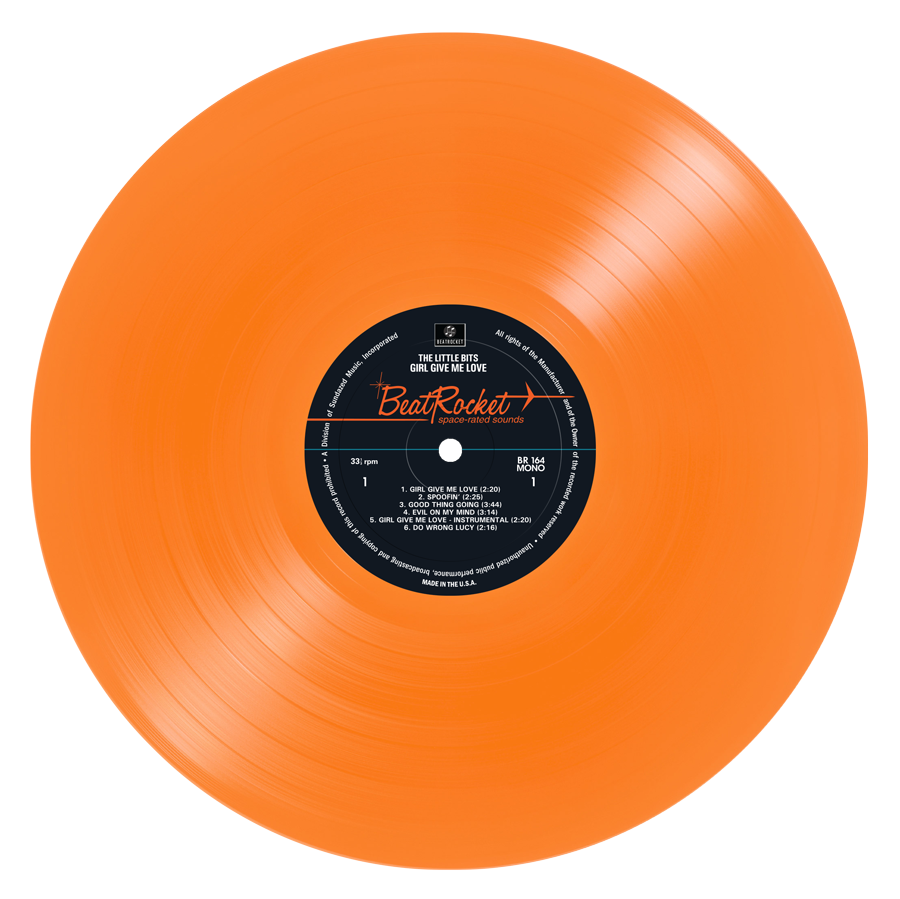 BEATROCKET
THE LITTLE BITS
GIRL GIVE ME LOVE
BeatRocket
space-rated sounds
33⅓ rpm
BR 164
MONO
1
1
1. GIRL GIVE ME LOVE (2:20)
2. SPOOFIN' (2:25)
3. GOOD THING GOING (3:44)
4. EVIL ON MY MIND (3:14)
5. GIRL GIVE ME LOVE - INSTRUMENTAL (2:20)
6. DO WRONG LUCY (2:16)
All rights of the Manufacturer and of the Owner of the recorded work reserved • Unauthorized public performance, broadcasting and copying of this record prohibited • A Division of Sundazed Music, Incorporated
MADE IN THE U.S.A.